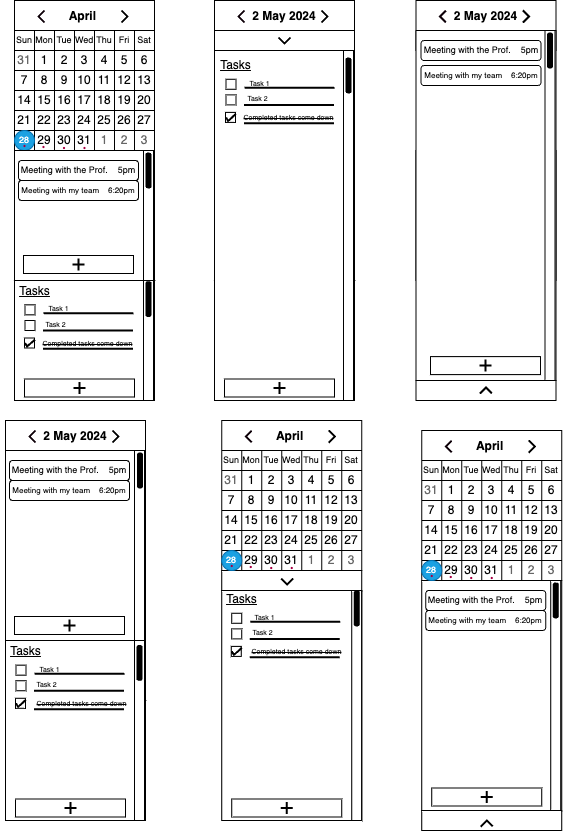 April
Sun Mon Tue Wed Thu Fri Sat
31 1 2 3 4 5 6
7 8 9 10 11 12 13
14 15 16 17 18 19 20
21 22 23 24 25 26 27
28 29 30 31 1 2 3
Meeting with the Prof. 5pm
Meeting with my team 6:20pm
+
Tasks
Task 1
Task 2
Completed tasks come down
+
2 May 2024
Tasks
Task 1
Task 2
Completed tasks come down
+
2 May 2024
Meeting with the Prof. 5pm
Meeting with my team 6:20pm
+
2 May 2024
Meeting with the Prof. 5pm
Meeting with my team 6:20pm
+
Tasks
Task 1
Task 2
Completed tasks come down
+
April
Sun Mon Tue Wed Thu Fri Sat
31 1 2 3 4 5 6
7 8 9 10 11 12 13
14 15 16 17 18 19 20
21 22 23 24 25 26 27
28 29 30 31 1 2 3
Tasks
Task 1
Task 2
Completed tasks come down
+
April
Sun Mon Tue Wed Thu Fri Sat
31 1 2 3 4 5 6
7 8 9 10 11 12 13
14 15 16 17 18 19 20
21 22 23 24 25 26 27
28 29 30 31 1 2 3
Meeting with the Prof. 5pm
Meeting with my team 6:20pm
+